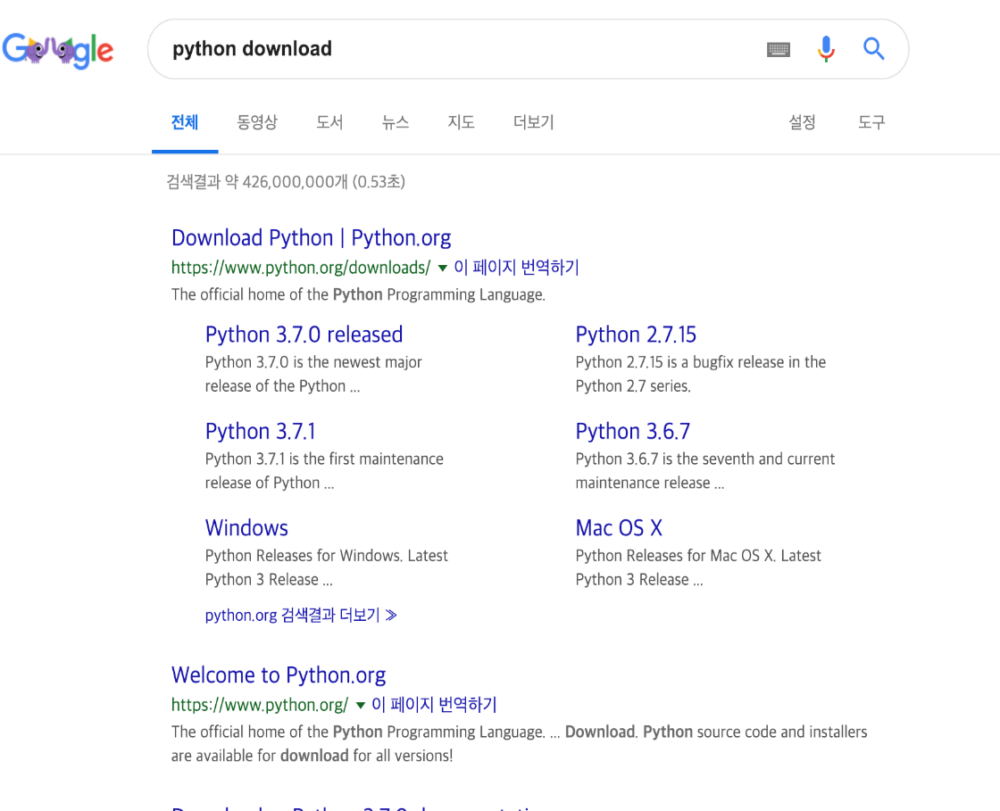 Google
python download
전체 동영상 도서 뉴스 지도 더보기 설정 도구
검색결과 약 426,000,000개 (0.53초)
Download Python | Python.org
https://www.python.org/downloads/ ▼ 이 페이지 번역하기
The official home of the Python Programming Language.
Python 3.7.0 released
Python 3.7.0 is the newest major
release of the Python ...
Python 2.7.15
Python 2.7.15 is a bugfix release in the
Python 2.7 series.
Python 3.7.1
Python 3.7.1 is the first maintenance
release of Python ...
Python 3.6.7
Python 3.6.7 is the seventh and current
maintenance release ...
Windows
Python Releases for Windows. Latest
Python 3 Release ...
Mac OS X
Python Releases for Mac OS X. Latest
Python 3 Release ...
python.org 검색결과 더보기 ≫
Welcome to Python.org
https://www.python.org/ ▼ 이 페이지 번역하기
The official home of the Python Programming Language. ... Download. Python source code and installers
are available for download for all versions!